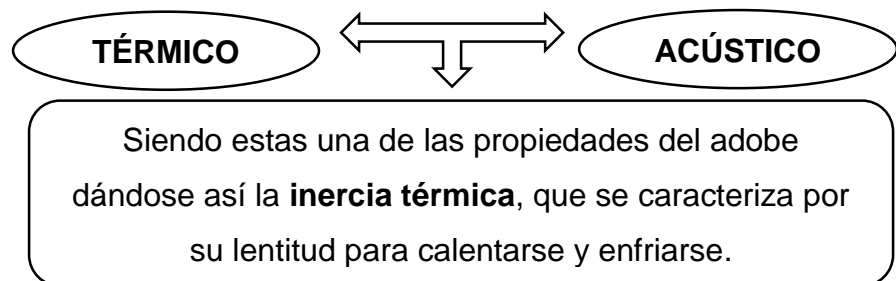 TÉRMICO
ACÚSTICO
Siendo estas una de las propiedades del adobe
dándose así la inercia térmica, que se caracteriza por
su lentitud para calentarse y enfriarse.